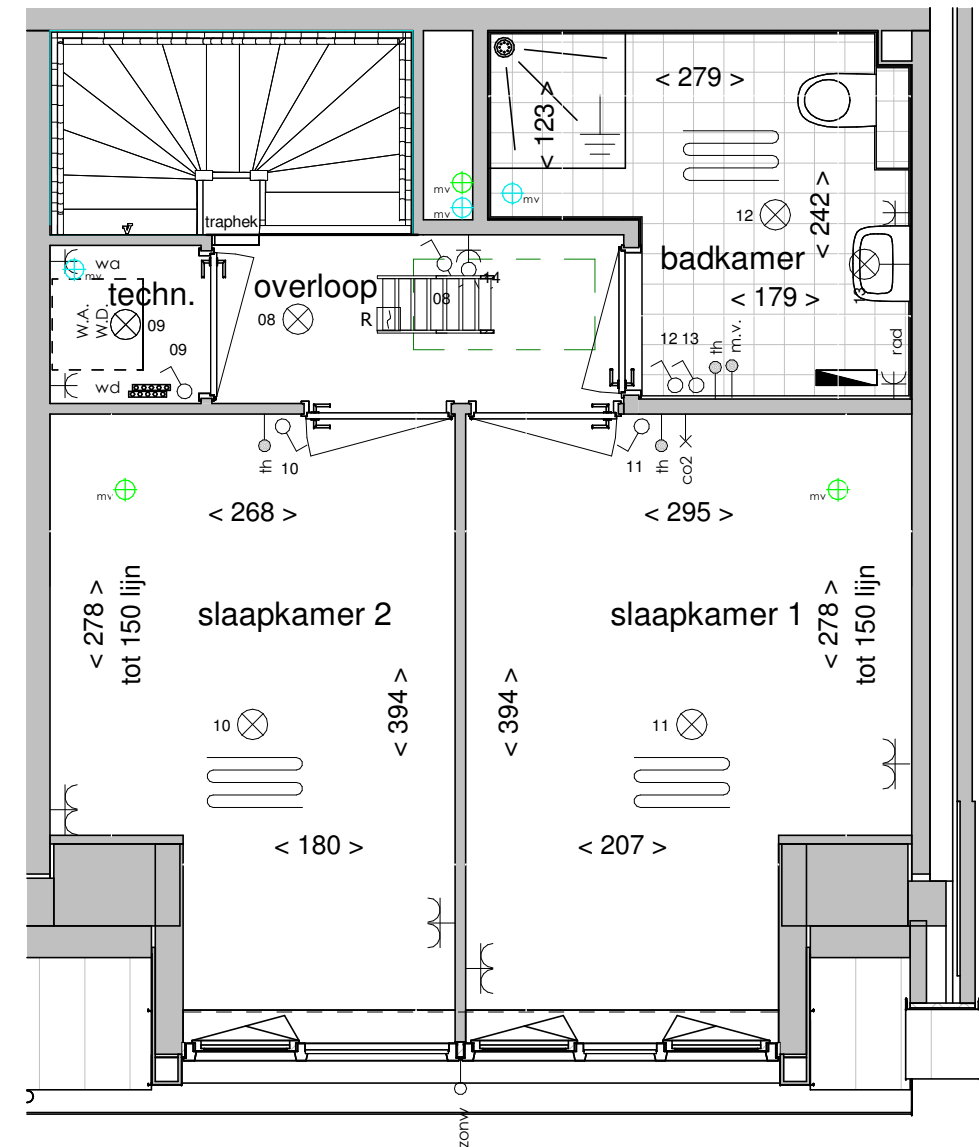 < 279 >
< 123 >
mv
mv
mv
traphek
12
< 242 >
badkamer
wa
mv
techn.
overloop
14
08
W.A.
W.D.
09
08
R
< 179 >
13
09
wd
12 13
th
m.v.
rad
th
10
11
th
co2
mv
mv
< 268 >
< 295 >
< 278 >
tot 150 lijn
slaapkamer 2
slaapkamer 1
< 278 >
tot 150 lijn
< 394 >
< 394 >
10
11
< 180 >
< 207 >
zonw